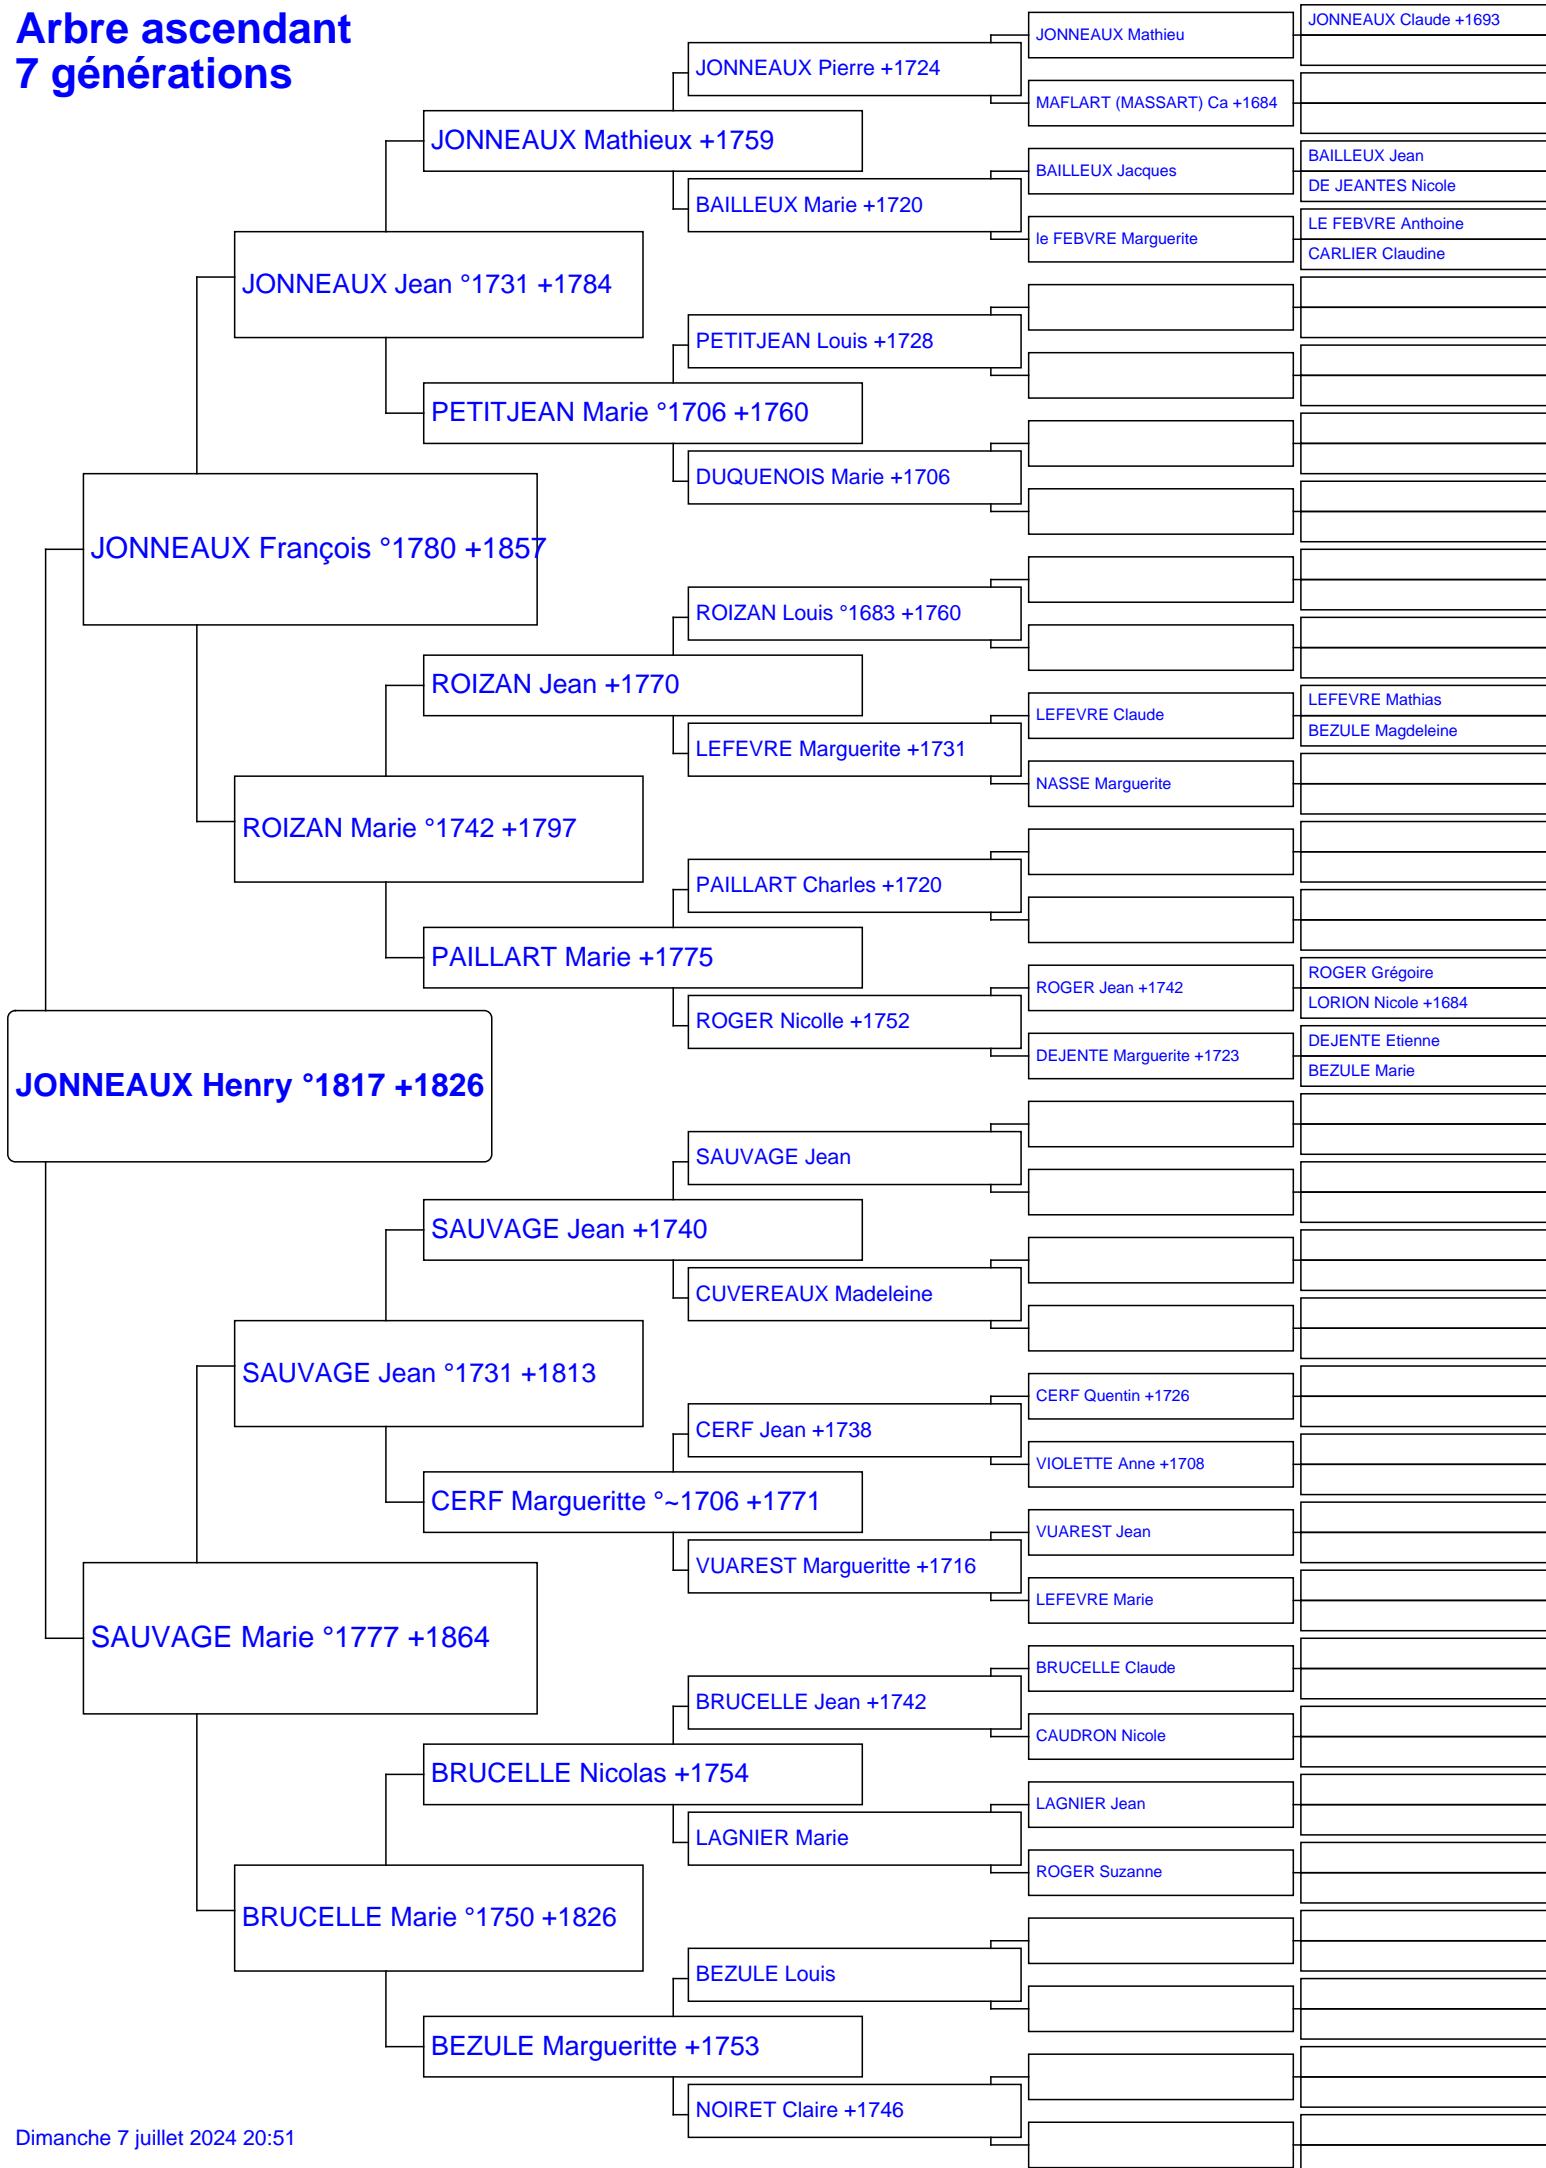 Arbre ascendant
7 générations
JONNEAUX Henry °1817 +1826
JONNEAUX François °1780 +1857
SAUVAGE Marie °1777 +1864
JONNEAUX Jean °1731 +1784
ROIZAN Marie °1742 +1797
SAUVAGE Jean °1731 +1813
BRUCELLE Marie °1750 +1826
JONNEAUX Mathieux +1759
PETITJEAN Marie °1706 +1760
ROIZAN Jean +1770
PAILLART Marie +1775
SAUVAGE Jean +1740
CERF Margueritte °~1706 +1771
BRUCELLE Nicolas +1754
BEZULE Margueritte +1753
JONNEAUX Pierre +1724
BAILLEUX Marie +1720
PETITJEAN Louis +1728
DUQUENOIS Marie +1706
ROIZAN Louis °1683 +1760
LEFEVRE Marguerite +1731
PAILLART Charles +1720
ROGER Nicolle +1752
SAUVAGE Jean
CUVEREAUX Madeleine
CERF Jean +1738
VUAREST Margueritte +1716
BRUCELLE Jean +1742
LAGNIER Marie
BEZULE Louis
NOIRET Claire +1746
JONNEAUX Mathieu
MAFLART (MASSART) Ca +1684
BAILLEUX Jacques
le FEBVRE Marguerite
LEFEVRE Claude
NASSE Marguerite
ROGER Jean +1742
DEJENTE Marguerite +1723
CERF Quentin +1726
VIOLETTE Anne +1708
VUAREST Jean
LEFEVRE Marie
BRUCELLE Claude
CAUDRON Nicole
LAGNIER Jean
ROGER Suzanne
JONNEAUX Claude +1693
BAILLEUX Jean
DE JEANTES Nicole
LE FEBVRE Anthoine
CARLIER Claudine
LEFEVRE Mathias
BEZULE Magdeleine
ROGER Grégoire
LORION Nicole +1684
DEJENTE Etienne
BEZULE Marie
Dimanche 7 juillet 2024 20:51